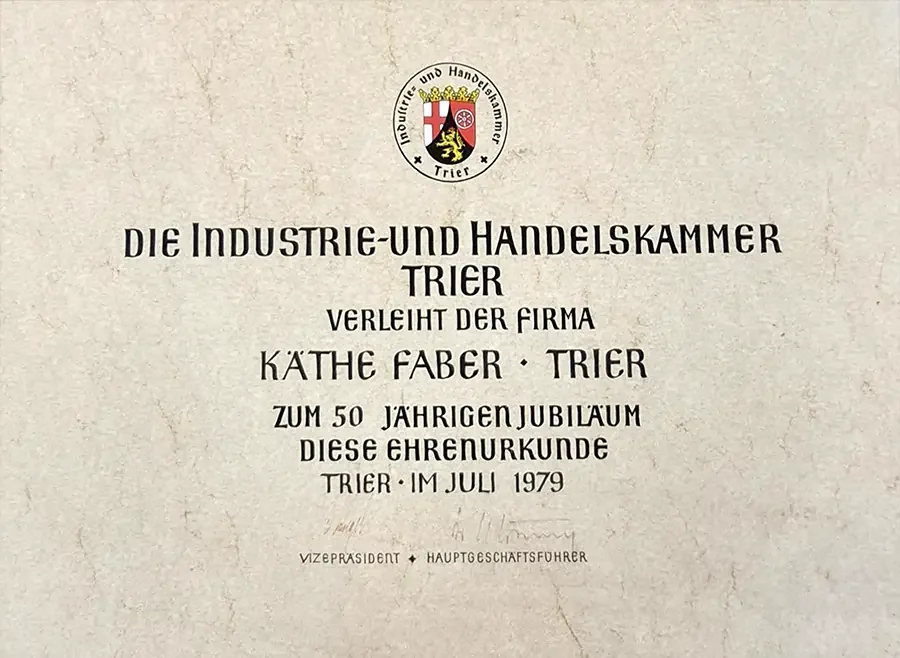 Industrie- und Handelskammer
Trier
DIE INDUSTRIE-UND HANDELSKAMMER
TRIER
VERLEIHT DER FIRMA
KÄTHE FABER · TRIER
ZUM 50 JÄHRIGEN JUBILÄUM
DIESE EHRENURKUNDE
TRIER · IM JULI 1979
VIZEPRÄSIDENT ✦ HAUPTGESCHÄFTSFÜHRER